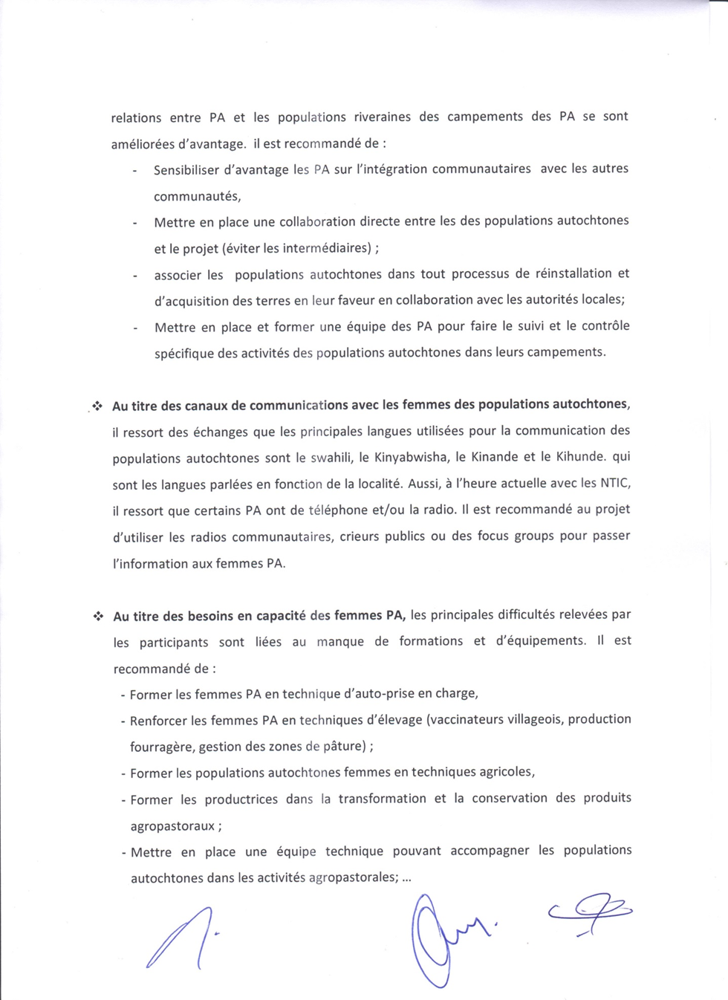 relations entre PA et les populations riveraines des campements des PA se sont
améliorées d’avantage. il est recommandé de :
- Sensibiliser d’avantage les PA sur l’intégration communautaires avec les autres
communautés,
- Mettre en place une collaboration directe entre les des populations autochtones
et le projet (éviter les intermédiaires) ;
- associer les populations autochtones dans tout processus de réinstallation et
d’acquisition des terres en leur faveur en collaboration avec les autorités locales;
- Mettre en place et former une équipe des PA pour faire le suivi et le contrôle
spécifique des activités des populations autochtones dans leurs campements.
❖ Au titre des canaux de communications avec les femmes des populations autochtones,
il ressort des échanges que les principales langues utilisées pour la communication des
populations autochtones sont le swahili, le Kinyabwisha, le Kinande et le Kihunde. qui
sont les langues parlées en fonction de la localité. Aussi, à l’heure actuelle avec les NTIC,
il ressort que certains PA ont de téléphone et/ou la radio. Il est recommandé au projet
d’utiliser les radios communautaires, crieurs publics ou des focus groups pour passer
l’information aux femmes PA.
❖ Au titre des besoins en capacité des femmes PA, les principales difficultés relevées par
les participants sont liées au manque de formations et d’équipements. Il est
recommandé de :
- Former les femmes PA en technique d’auto-prise en charge,
- Renforcer les femmes PA en techniques d’élevage (vaccinateurs villageois, production
fourragère, gestion des zones de pâture) ;
- Former les populations autochtones femmes en techniques agricoles,
- Former les productrices dans la transformation et la conservation des produits
agropastoraux ;
- Mettre en place une équipe technique pouvant accompagner les populations
autochtones dans les activités agropastorales; ...